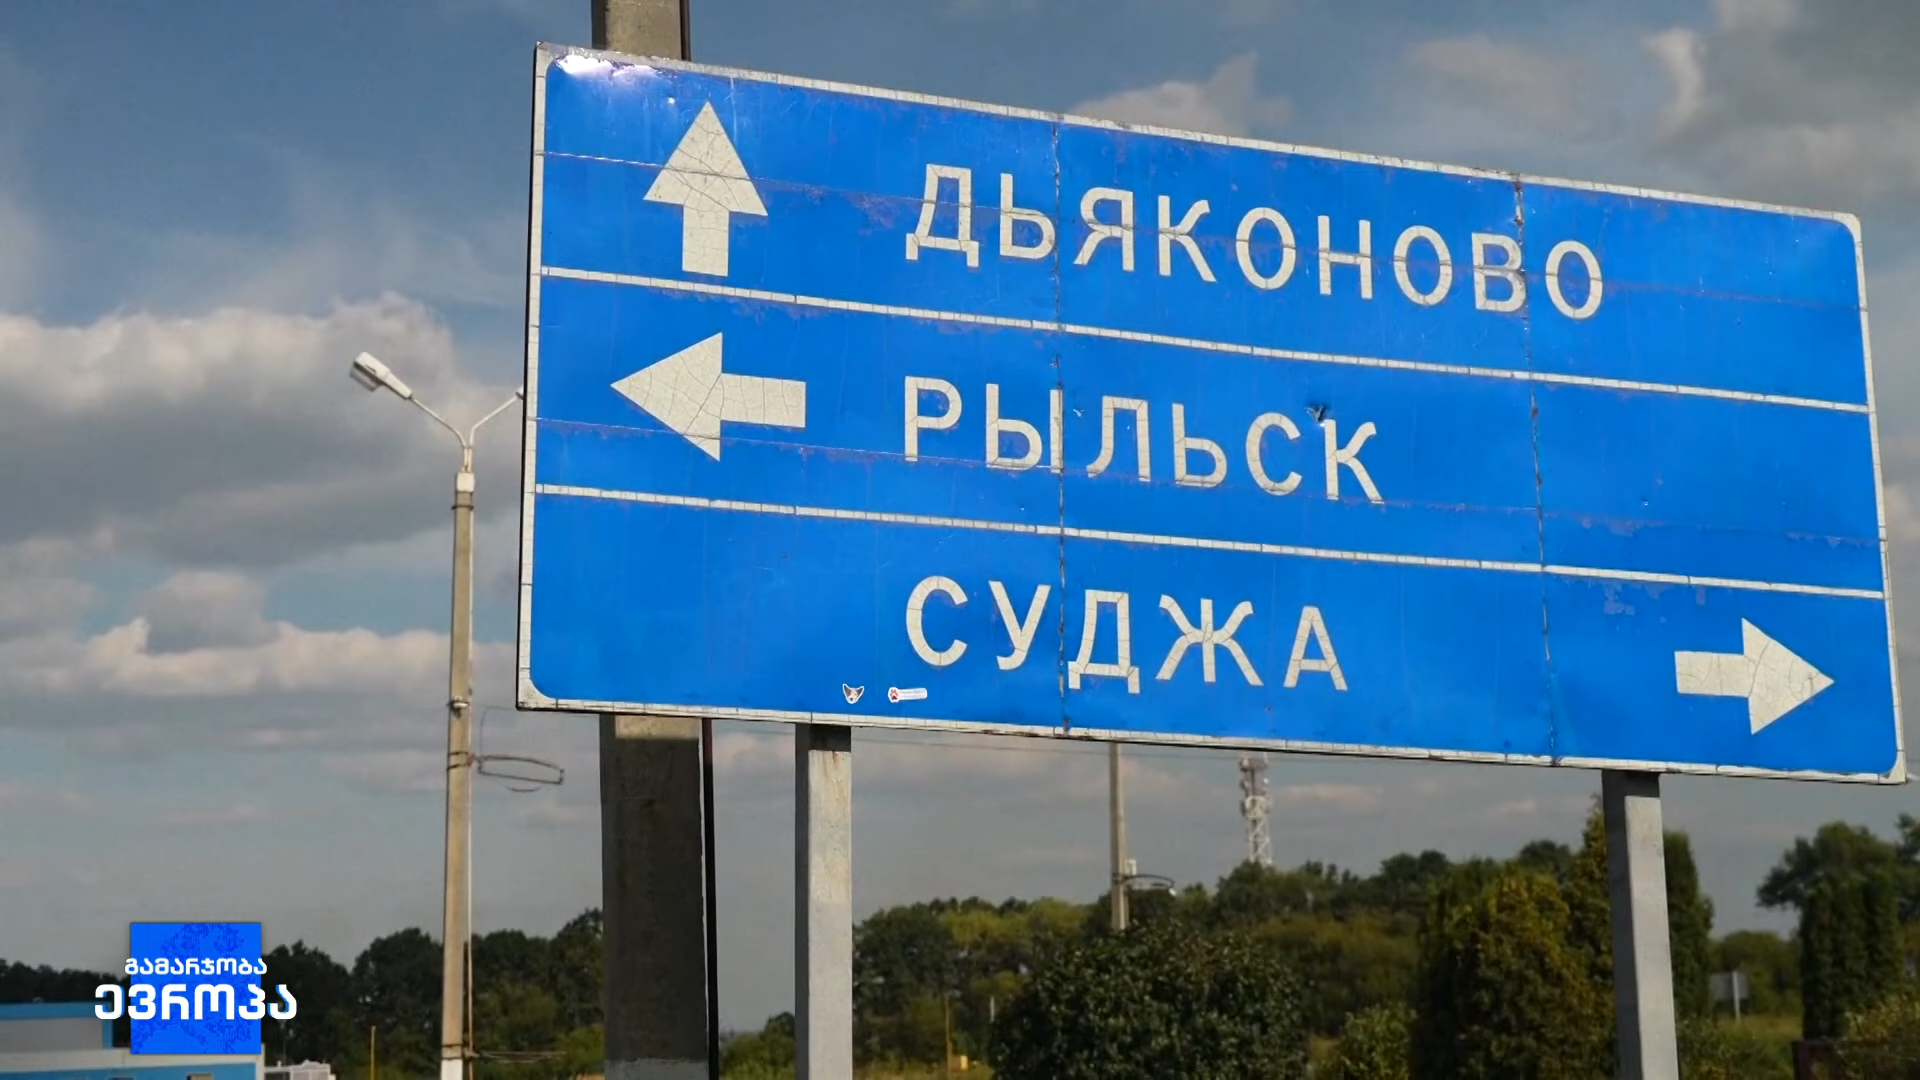 ДЬЯКОНОВО
РЫЛЬСК
СУДЖА
გამარჯობა
ევროპა